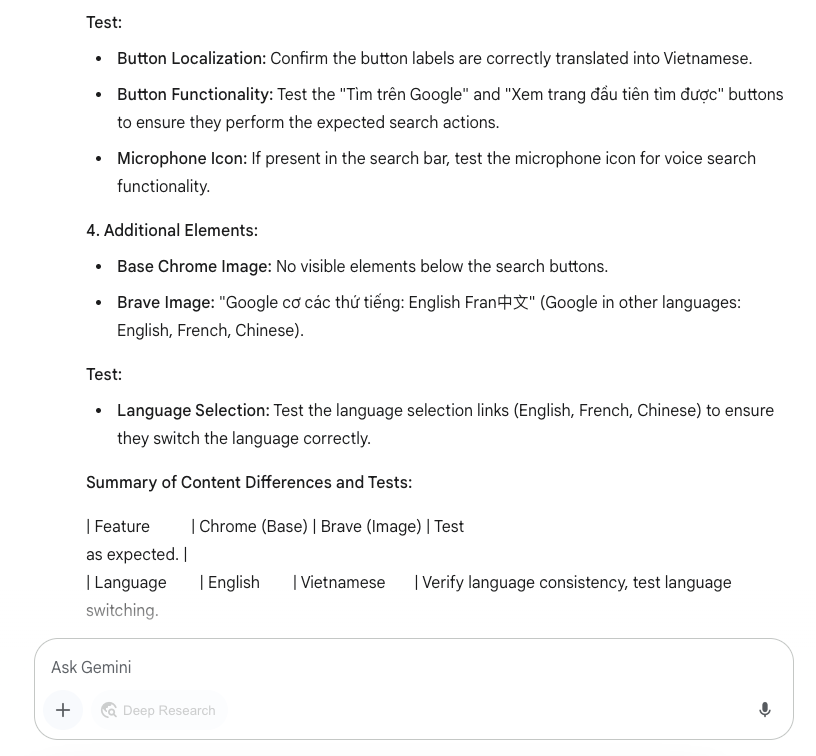 Test:
• Button Localization: Confirm the button labels are correctly translated into Vietnamese.
• Button Functionality: Test the "Tìm trên Google" and "Xem trang đầu tiên tìm được" buttons
to ensure they perform the expected search actions.
• Microphone Icon: If present in the search bar, test the microphone icon for voice search
functionality.
4. Additional Elements:
• Base Chrome Image: No visible elements below the search buttons.
• Brave Image: "Google cơ các thứ tiếng: English Fran中文" (Google in other languages:
English, French, Chinese).
Test:
• Language Selection: Test the language selection links (English, French, Chinese) to ensure
they switch the language correctly.
Summary of Content Differences and Tests:
| Feature | Chrome (Base) | Brave (Image) | Test
as expected. |
| Language | English | Vietnamese | Verify language consistency, test language
switching.
Ask Gemini
Deep Research